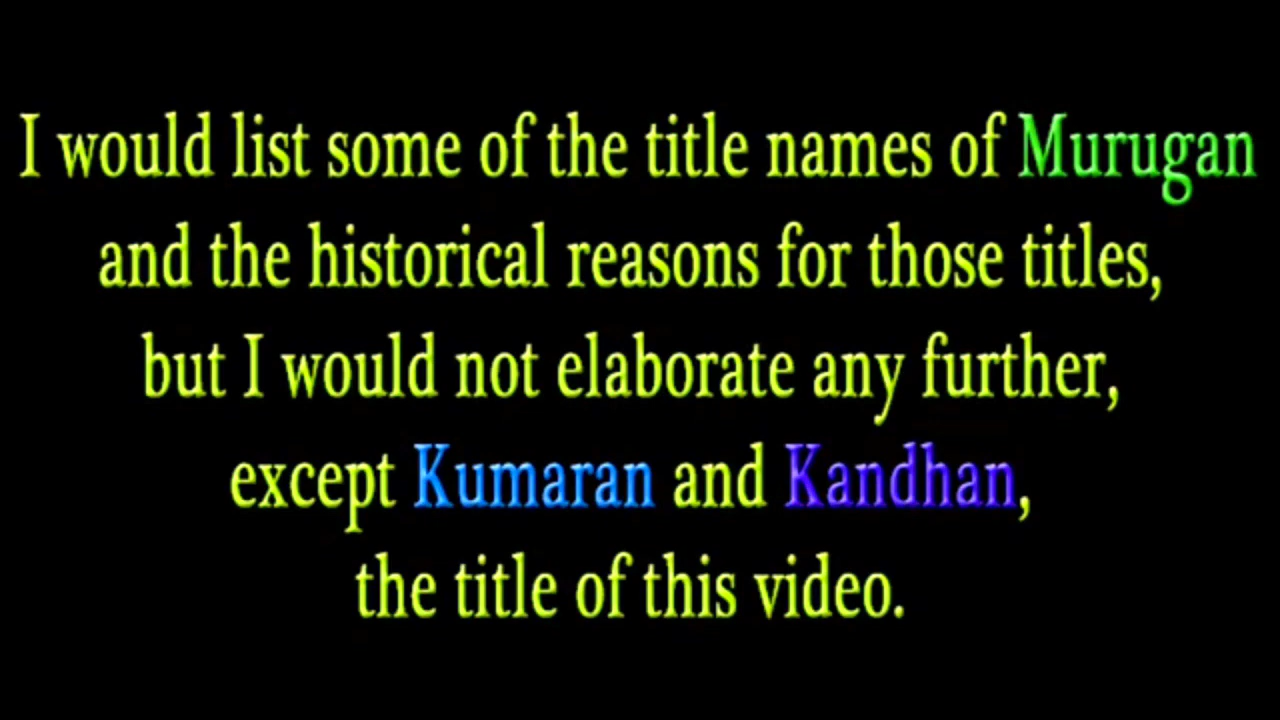 I would list some of the title names of Murugan
and the historical reasons for those titles,
but I would not elaborate any further,
except Kumaran and Kandhan,
the title of this video.